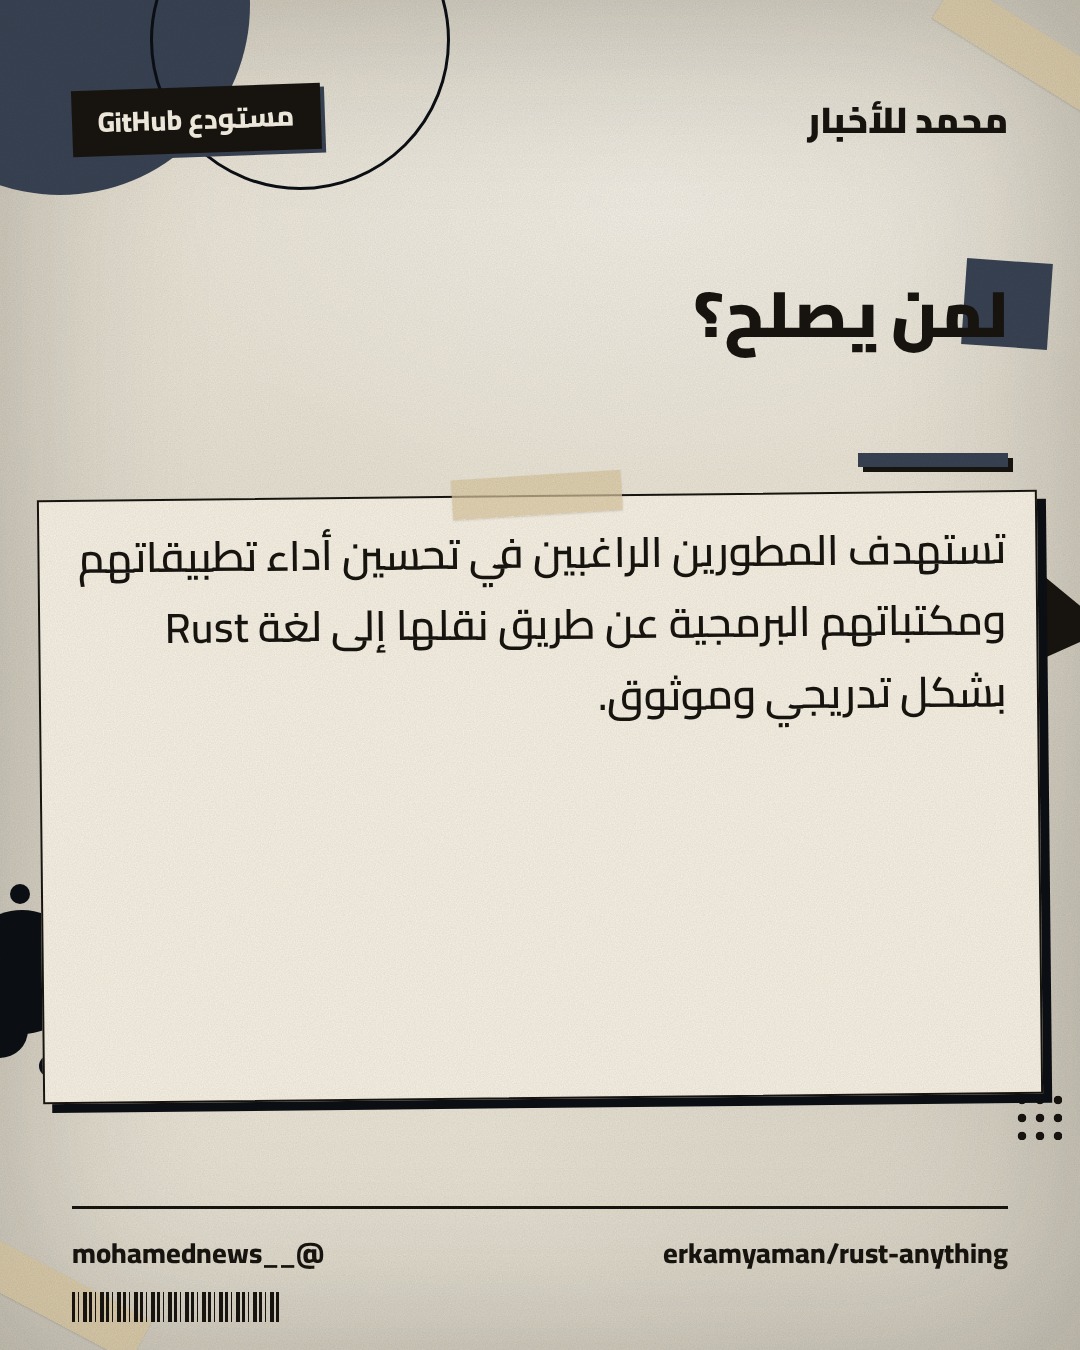 محمد للأخبار
مستودع GitHub
لمن يصلح؟
تستهدف المطورين الراغبين في تحسين أداء تطبيقاتهم
ومكتباتهم البرمجية عن طريق نقلها إلى لغة Rust
بشكل تدريجي وموثوق.
erkamyaman/rust-anything
mohamednews__@